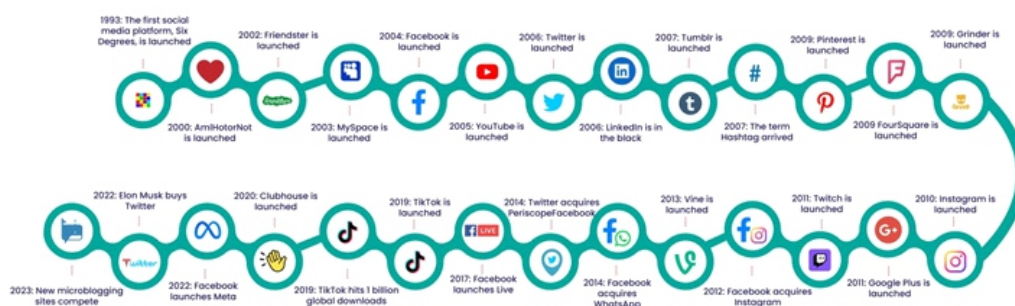 1993: The first social
media platform, Six
Degrees, is launched
2000: AmIHotorNot
is launched
2002: Friendster is
launched
2003: MySpace is
launched
2004: Facebook is
launched
2005: YouTube is
launched
2006: Twitter is
launched
2006: LinkedIn is in
the black
2007: Tumblr is
launched
2007: The term
Hashtag arrived
2009: Pinterest is
launched
2009 FourSquare is
launched
2009: Grinder is
launched
2010: Instagram is
launched
2011: Google Plus is
launched
2011: Twitch is
launched
2012: Facebook acquires
Instagram
2013: Vine is
launched
2014: Facebook
acquires
WhatsApp
2014: Twitter acquires
PeriscopeFacebook
2017: Facebook
launches Live
LIVE
2019: TikTok is
launched
2019: TikTok hits 1 billion
global downloads
2020: Clubhouse is
launched
2022: Facebook
launches Meta
2022: Elon Musk buys
Twitter
Twitter
2023: New microblogging
sites compete